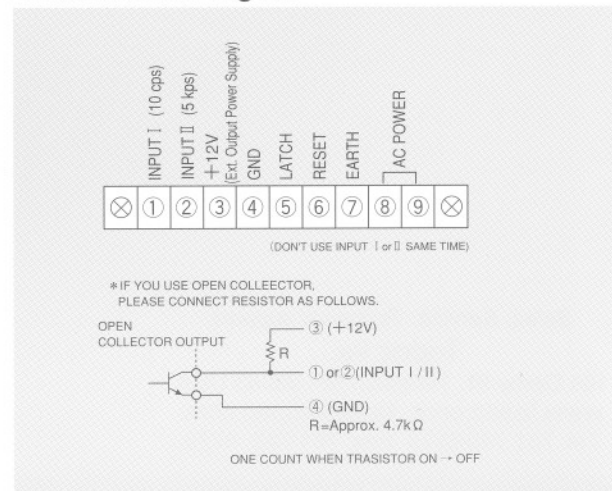 INPUT Ⅰ (10 cps)
INPUT Ⅱ (5 kps)
+12V
(Ext. Output Power Supply)
GND
LATCH
RESET
EARTH
AC POWER
① ② ③ ④ ⑤ ⑥ ⑦ ⑧ ⑨
(DON'T USE INPUT Ⅰ or Ⅱ SAME TIME)
*IF YOU USE OPEN COLLEECTOR,
PLEASE CONNECT RESISTOR AS FOLLOWS.
OPEN
COLLECTOR OUTPUT
③ (+12V)
R
① or ② (INPUT Ⅰ / Ⅱ)
④ (GND)
R=Approx. 4.7kΩ
ONE COUNT WHEN TRASISTOR ON → OFF